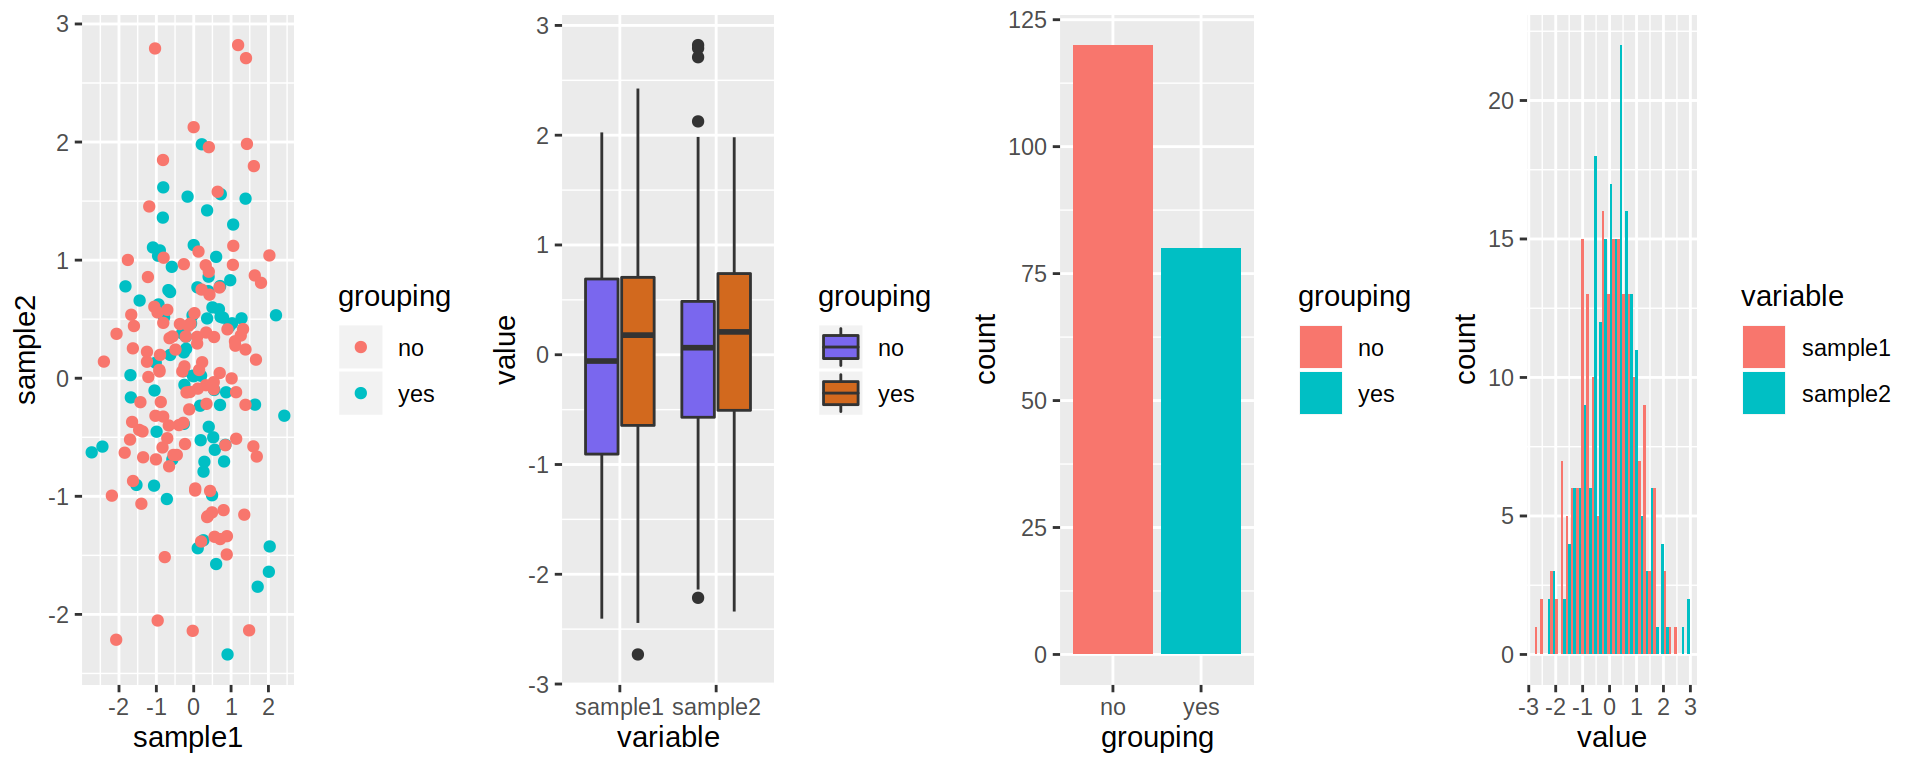 3
2
1
0
-1
-2
sample2
-2 -1 0 1 2
sample1
grouping
no
yes
3
2
1
0
-1
-2
-3
value
sample1 sample2
variable
grouping
no
yes
125
100
75
50
25
0
count
no yes
grouping
grouping
no
yes
20
15
10
5
0
count
-3 -2 -1 0 1 2 3
value
variable
sample1
sample2